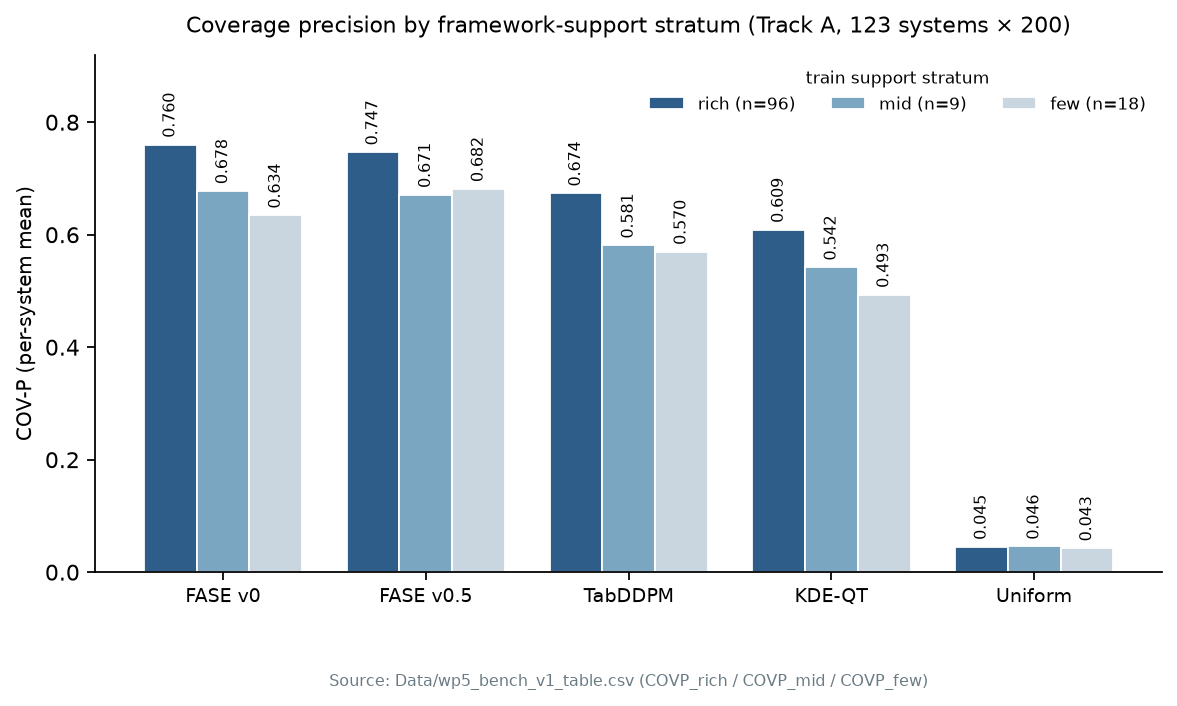 Coverage precision by framework-support stratum (Track A, 123 systems × 200)
train support stratum
rich (n=96) mid (n=9) few (n=18)
COV-P (per-system mean)
0.8
0.6
0.4
0.2
0.0
0.760 0.678 0.634
0.747 0.671 0.682
0.674 0.581 0.570
0.609 0.542 0.493
0.045 0.046 0.043
FASE v0 FASE v0.5 TabDDPM KDE-QT Uniform
Source: Data/wp5_bench_v1_table.csv (COVP_rich / COVP_mid / COVP_few)